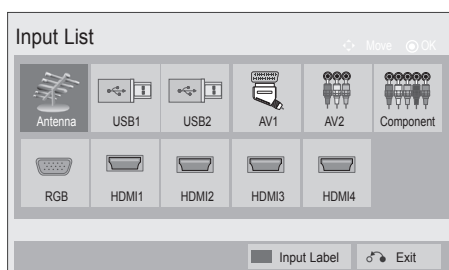 Input List
Move OK
Antenna USB1 USB2 AV1 AV2 Component
RGB HDMI1 HDMI2 HDMI3 HDMI4
Input Label Exit